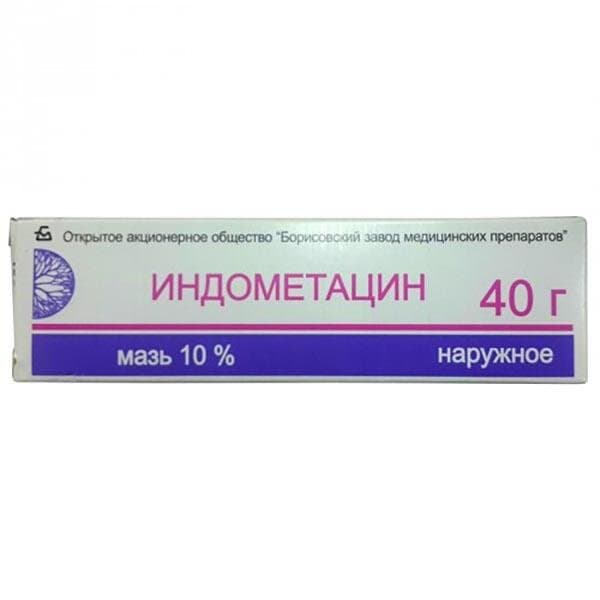 Открытое акционерное общество "Борисовский завод медицинских препаратов"
ИНДОМЕТАЦИН 40 г
мазь 10 % наружное